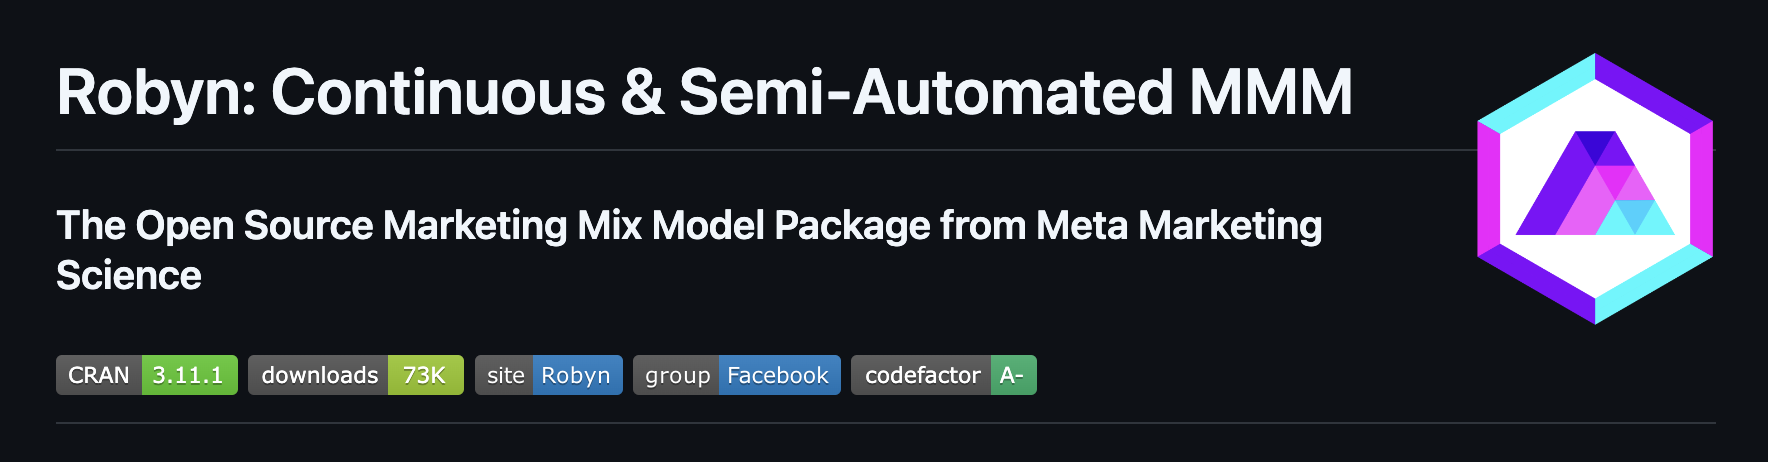 Robyn: Continuous & Semi-Automated MMM
The Open Source Marketing Mix Model Package from Meta Marketing
Science
CRAN 3.11.1 downloads 73K site Robyn group Facebook codefactor A-